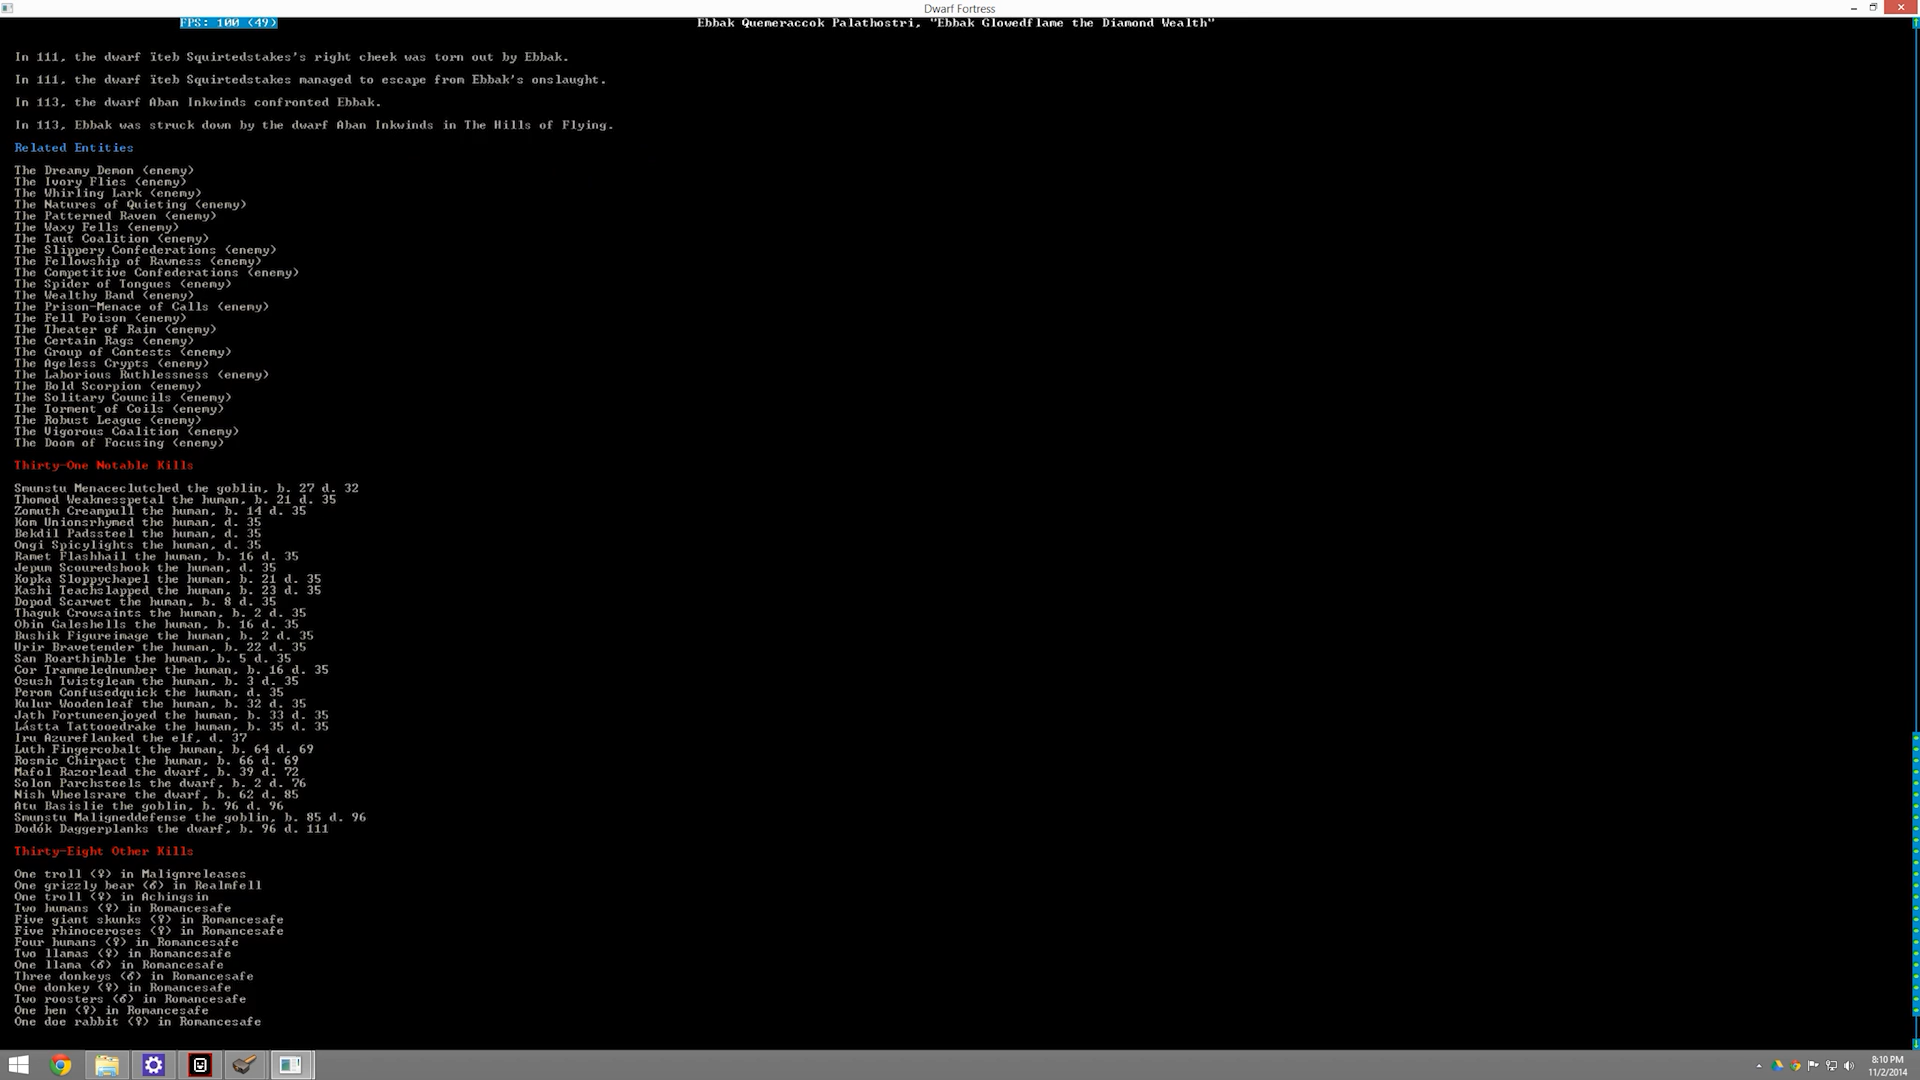 Dwarf Fortress
FPS: 100 (49)
Ebbak Quemeraccok Palathostri, "Ebbak Glowedflame the Diamond Wealth"
In 111, the dwarf ïteb Squirtedstakes's right cheek was torn out by Ebbak.
In 111, the dwarf ïteb Squirtedstakes managed to escape from Ebbak's onslaught.
In 113, the dwarf Aban Inkwinds confronted Ebbak.
In 113, Ebbak was struck down by the dwarf Aban Inkwinds in The Hills of Flying.
Related Entities
The Dreamy Demon (enemy)
The Ivory Flies (enemy)
The Whirling Lark (enemy)
The Natures of Quieting (enemy)
The Patterned Raven (enemy)
The Waxy Fells (enemy)
The Taut Coalition (enemy)
The Slippery Confederations (enemy)
The Fellowship of Rawness (enemy)
The Competitive Confederations (enemy)
The Spider of Tongues (enemy)
The Wealthy Band (enemy)
The Prison-Menace of Calls (enemy)
The Fell Poison (enemy)
The Theater of Rain (enemy)
The Certain Rags (enemy)
The Group of Contests (enemy)
The Ageless Crypts (enemy)
The Laborious Ruthlessness (enemy)
The Bold Scorpion (enemy)
The Solitary Councils (enemy)
The Torment of Coils (enemy)
The Robust League (enemy)
The Vigorous Coalition (enemy)
The Doom of Focusing (enemy)
Thirty-One Notable Kills
Smunstu Menaceclutched the goblin, b. 27 d. 32
Thomod Weaknesspetal the human, b. 21 d. 35
Zomuth Creampull the human, b. 14 d. 35
Kom Unionsrhymed the human, d. 35
Bekdil Padssteel the human, d. 35
Ongi Spicylights the human, d. 35
Ramet Flashhail the human, b. 16 d. 35
Jepum Scouredshook the human, d. 35
Kopka Sloppychapel the human, b. 21 d. 35
Kashi Teachslapped the human, b. 23 d. 35
Dopod Scarwet the human, b. 8 d. 35
Thaguk Crowsaints the human, b. 2 d. 35
Obin Galeshells the human, b. 16 d. 35
Bushik Figureimage the human, b. 2 d. 35
Urir Bravetender the human, b. 22 d. 35
San Roarthimble the human, b. 5 d. 35
Cor Trammelednumber the human, b. 16 d. 35
Osush Twistgleam the human, b. 3 d. 35
Perom Confusedquick the human, d. 35
Kulur Woodenleaf the human, b. 32 d. 35
Jath Fortuneenjoyed the human, b. 33 d. 35
Lástta Tattooedrake the human, b. 35 d. 35
Iru Azureflanked the elf, d. 37
Luth Fingercobalt the human, b. 64 d. 69
Rosmic Chirpact the human, b. 66 d. 69
Mafol Razorlead the dwarf, b. 39 d. 72
Solon Parchsteels the dwarf, b. 2 d. 76
Nish Wheelsrare the dwarf, b. 62 d. 85
Atu Basislie the goblin, b. 96 d. 96
Smunstu Maligneddefense the goblin, b. 85 d. 96
Dodók Daggerplanks the dwarf, b. 96 d. 111
Thirty-Eight Other Kills
One troll (♀) in Malignreleases
One grizzly bear (♂) in Realmfell
One troll (♀) in Achingsin
Two humans (♀) in Romancesafe
Five giant skunks (♀) in Romancesafe
Five rhinoceroses (♀) in Romancesafe
Four humans (♀) in Romancesafe
Two llamas (♀) in Romancesafe
One llama (♂) in Romancesafe
Three donkeys (♂) in Romancesafe
One donkey (♀) in Romancesafe
Two roosters (♂) in Romancesafe
One hen (♀) in Romancesafe
One doe rabbit (♀) in Romancesafe
8:10 PM
11/2/2014